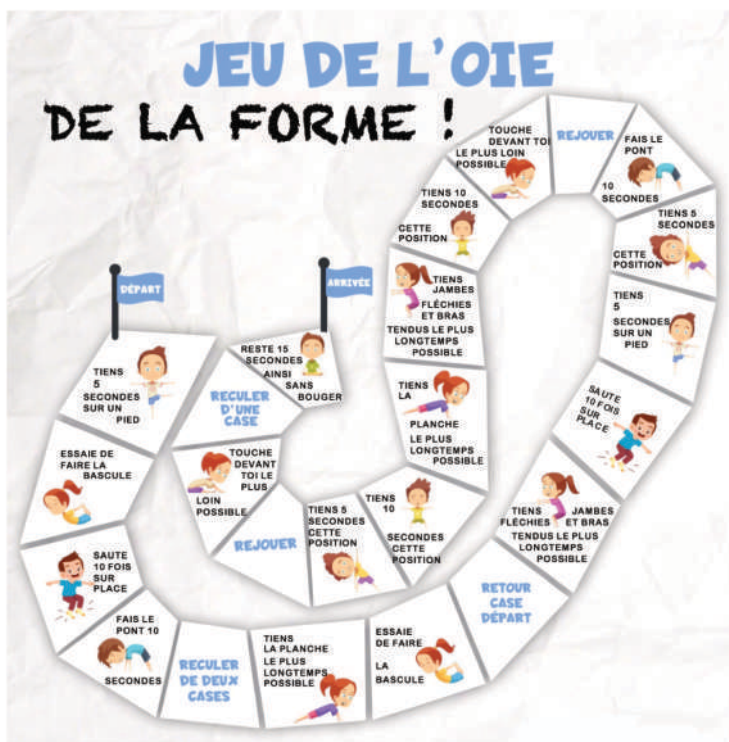 JEU DE L'OIE
DE LA FORME !
DÉPART
TIENS
5
SECONDES
SUR UN
PIED
ESSAIE DE
FAIRE LA
BASCULE
SAUTE
10 FOIS
SUR
PLACE
FAIS LE
PONT 10
SECONDES
RECULER
DE DEUX
CASES
TIENS
LA PLANCHE
LE PLUS
LONGTEMPS
POSSIBLE
ESSAIE
DE FAIRE
LA
BASCULE
RETOUR
CASE
DÉPART
TIENS JAMBES
FLÉCHIES ET BRAS
TENDUS LE PLUS
LONGTEMPS
POSSIBLE
SAUTE
10 FOIS
SUR
PLACE
TIENS
5
SECONDES
SUR UN
PIED
TIENS 5
SECONDES
CETTE
POSITION
FAIS LE
PONT
10
SECONDES
REJOUER
TOUCHE
DEVANT TOI
LE PLUS LOIN
POSSIBLE
TIENS 10
SECONDES
CETTE
POSITION
TIENS
JAMBES
FLÉCHIES
ET BRAS
TENDUS LE PLUS
LONGTEMPS
POSSIBLE
TIENS
LA
PLANCHE
LE PLUS
LONGTEMPS
POSSIBLE
TIENS
10
SECONDES
CETTE
POSITION
TIENS 5
SECONDES
CETTE
POSITION
REJOUER
TOUCHE
DEVANT
TOI LE
PLUS
LOIN
POSSIBLE
RECULER
D'UNE
CASE
RESTE 15
SECONDES
AINSI
SANS
BOUGER
ARRIVÉE